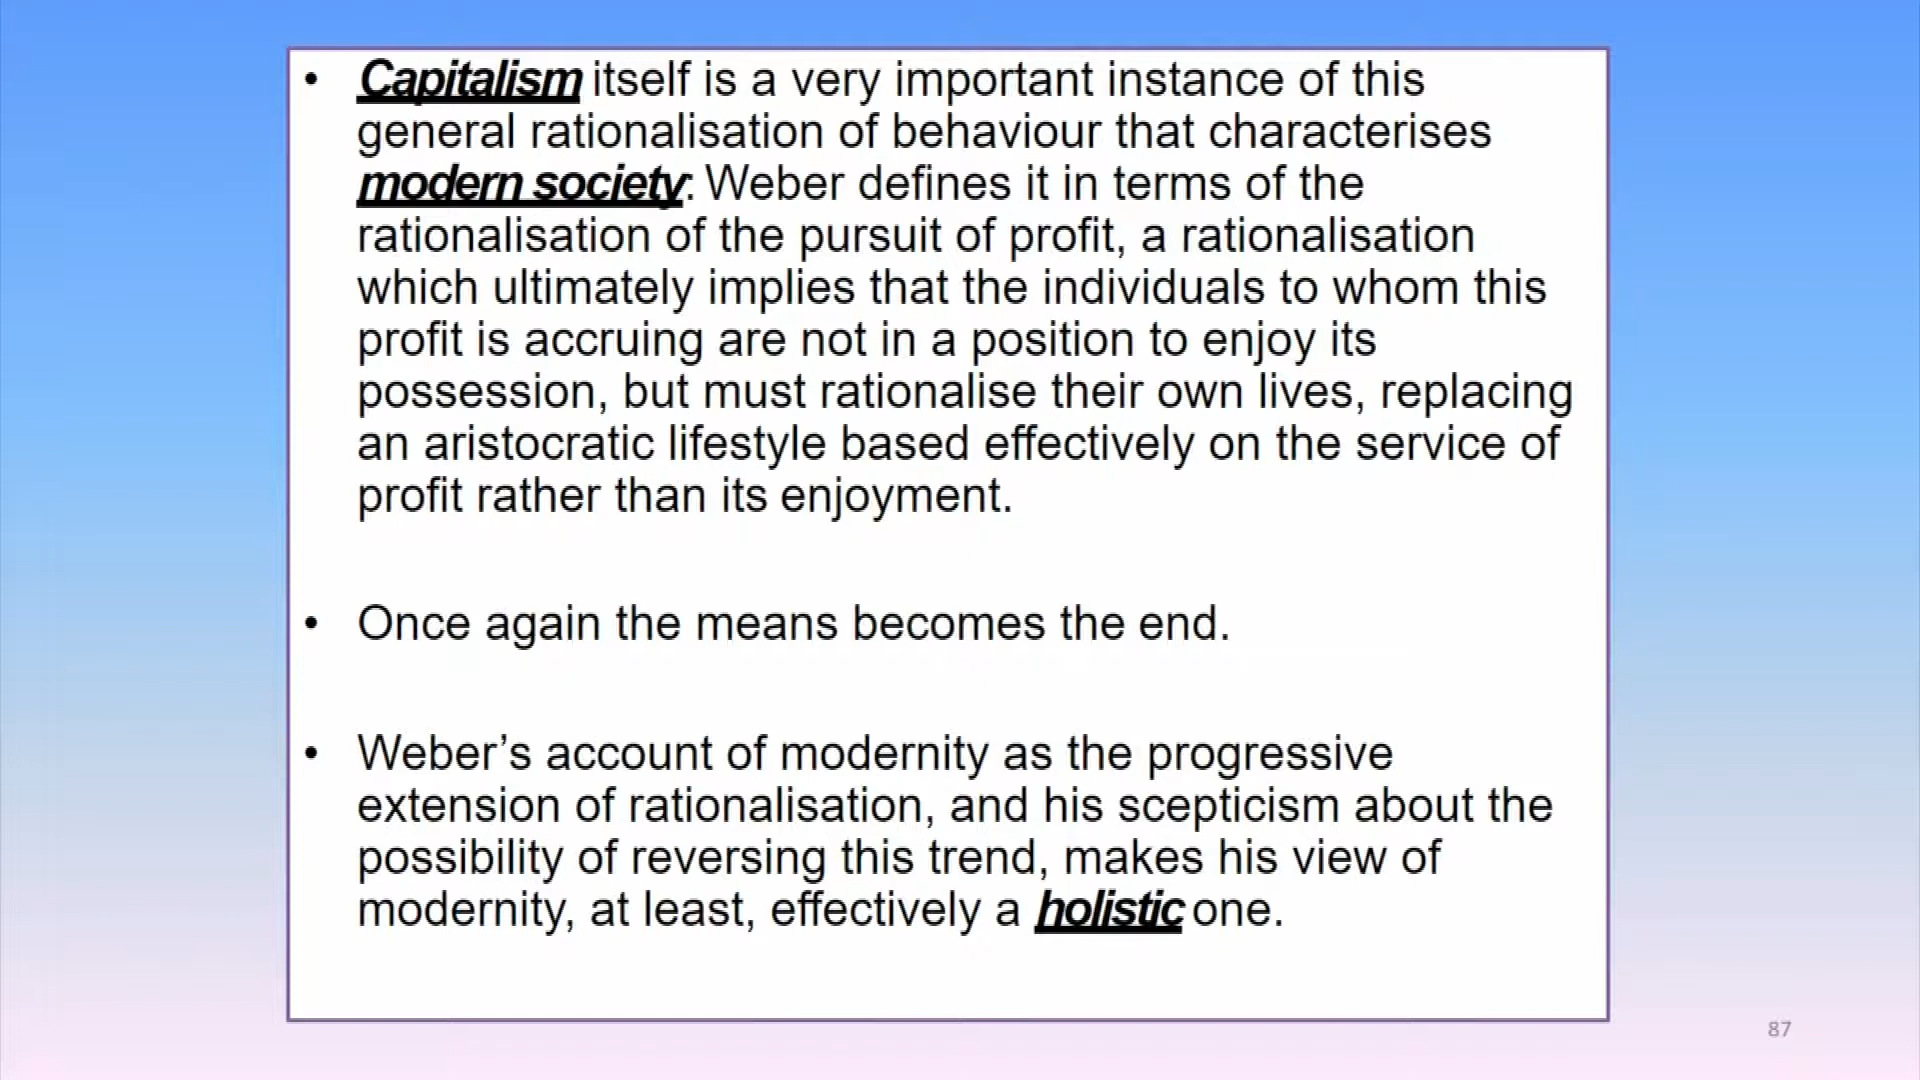 • Capitalism itself is a very important instance of this
general rationalisation of behaviour that characterises
modern society. Weber defines it in terms of the
rationalisation of the pursuit of profit, a rationalisation
which ultimately implies that the individuals to whom this
profit is accruing are not in a position to enjoy its
possession, but must rationalise their own lives, replacing
an aristocratic lifestyle based effectively on the service of
profit rather than its enjoyment.
• Once again the means becomes the end.
• Weber’s account of modernity as the progressive
extension of rationalisation, and his scepticism about the
possibility of reversing this trend, makes his view of
modernity, at least, effectively a holistic one.
87